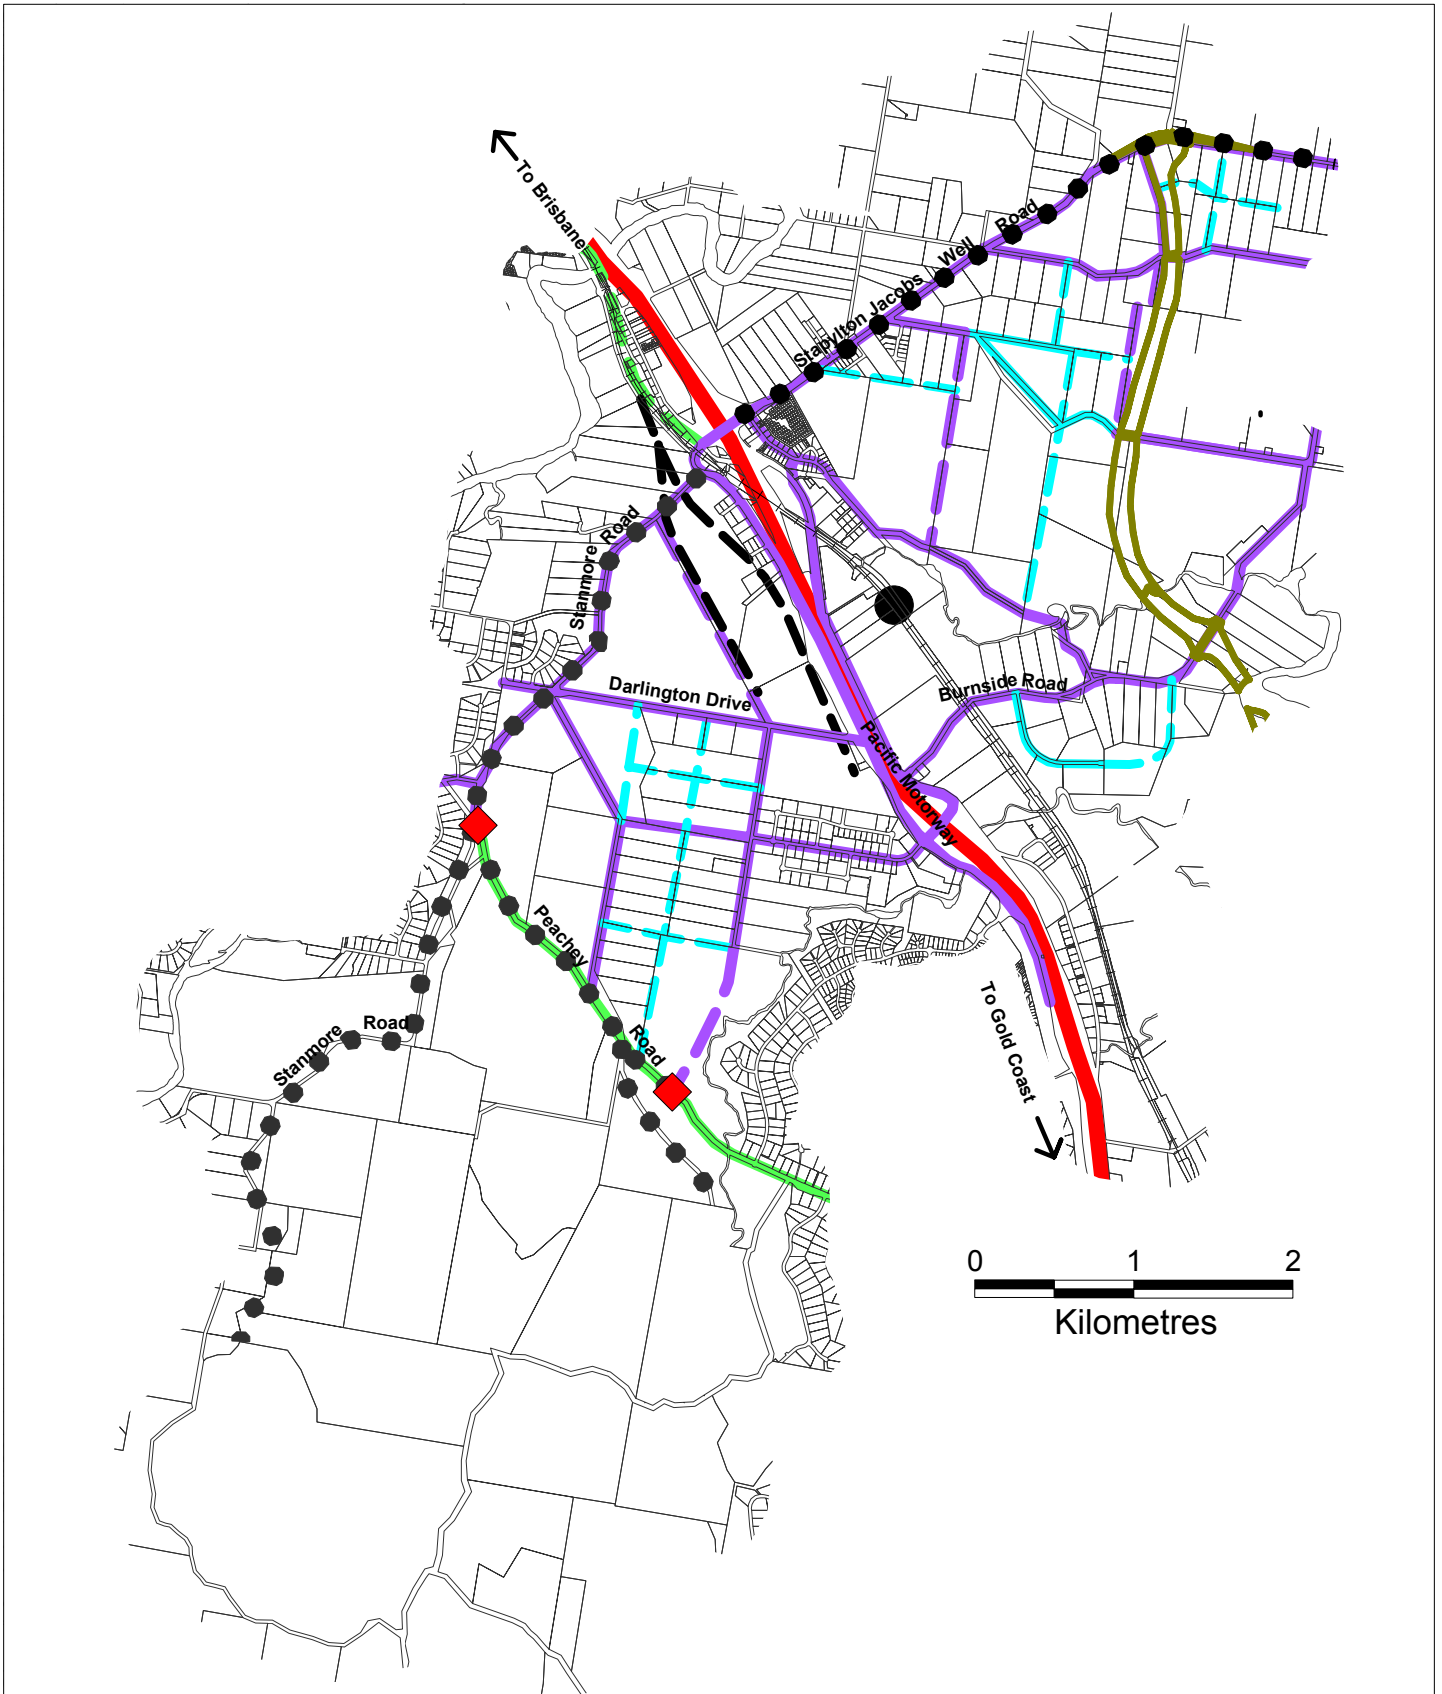 To Brisbane
Stapylton Jacobs Well Road
Stanmore Road
Darlington Drive
Burnside Road
Pacific Motorway
Peachey Road
To Gold Coast
Stanmore Road
0 1 2
Kilometres